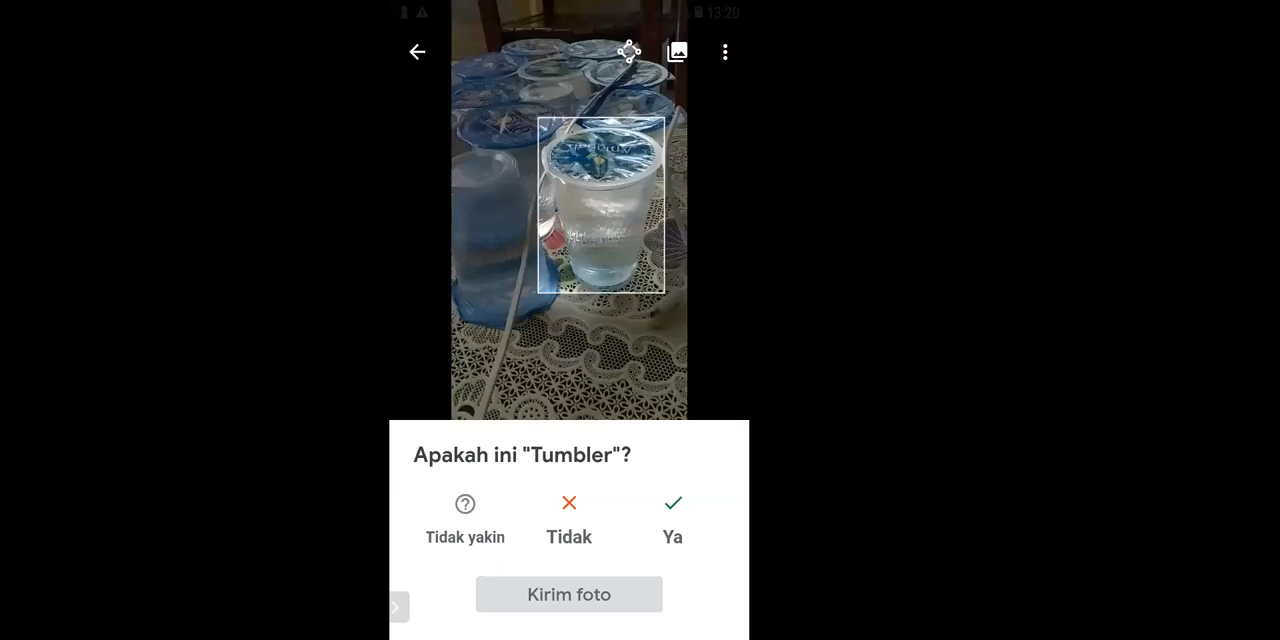 13:20
Apakah ini "Tumbler"?
Tidak yakin
Tidak
Ya
Kirim foto